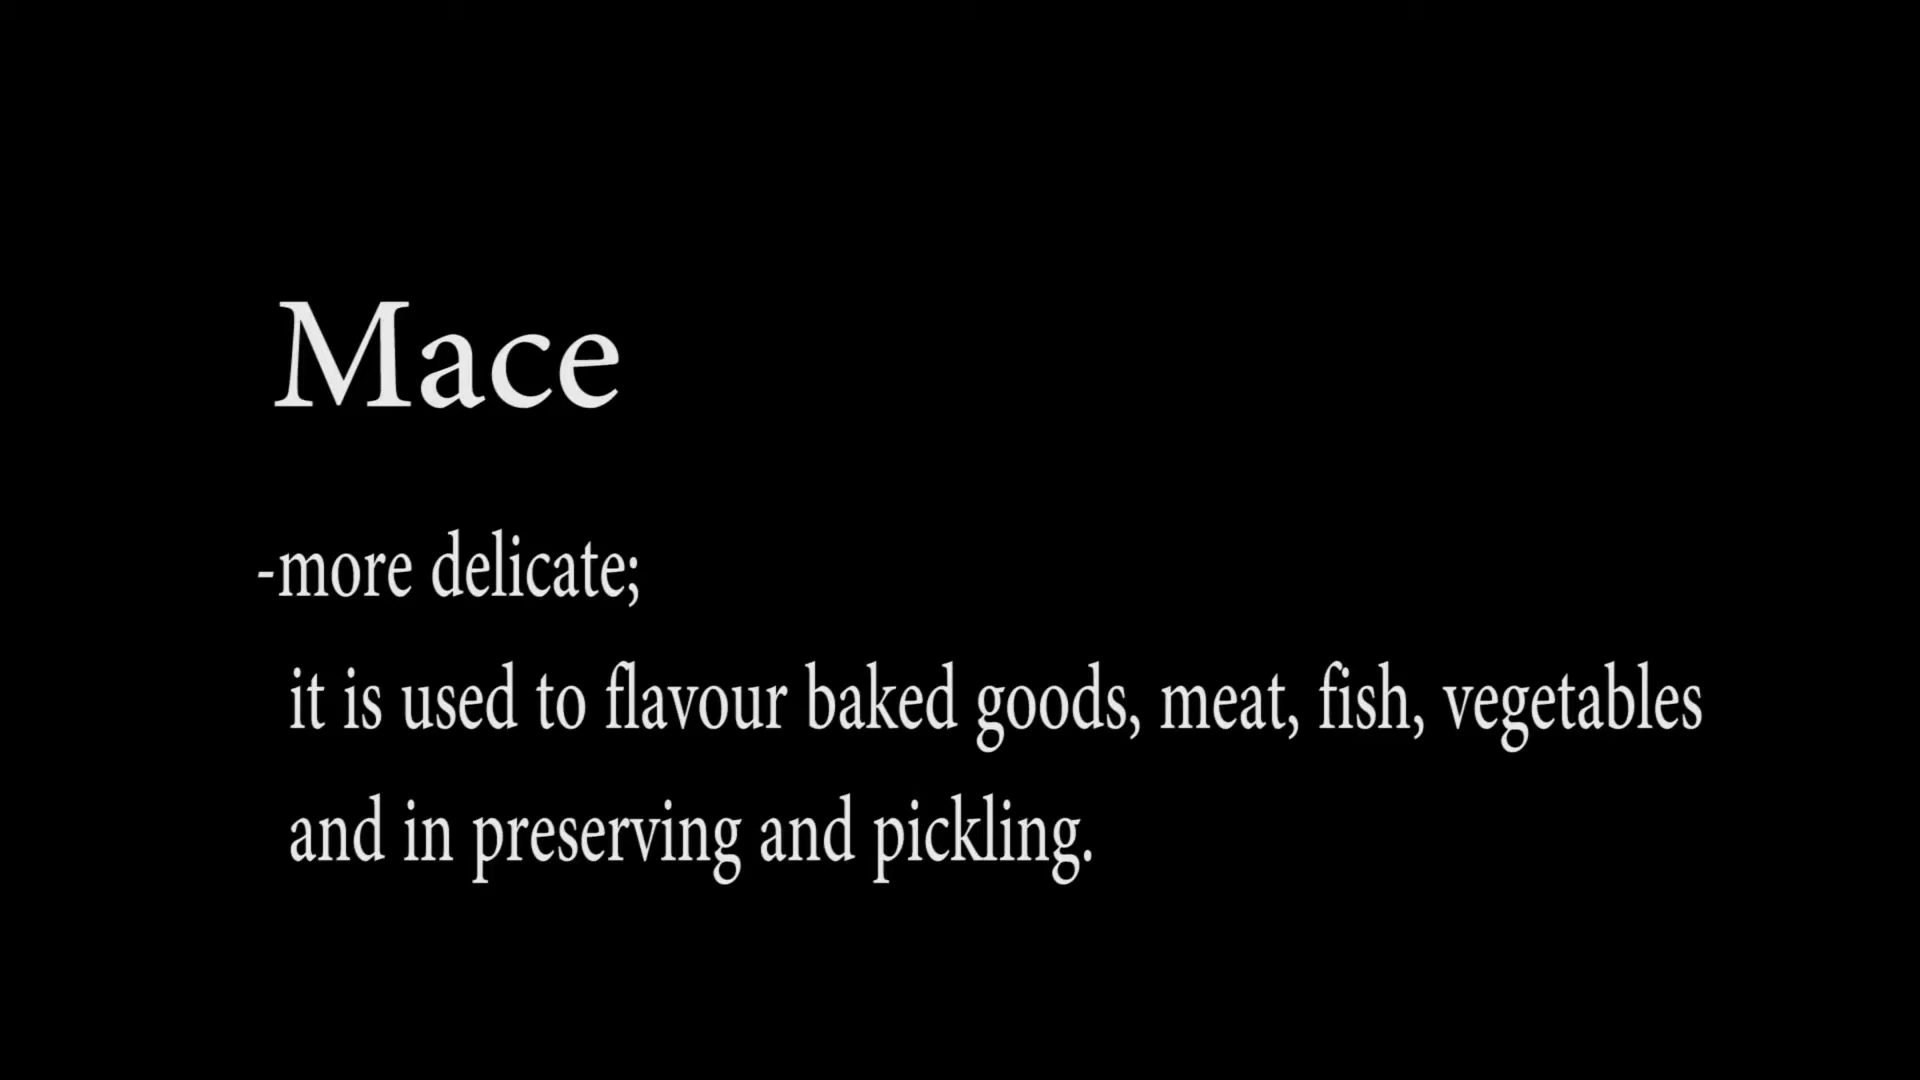 Mace
-more delicate;
it is used to flavour baked goods, meat, fish, vegetables
and in preserving and pickling.